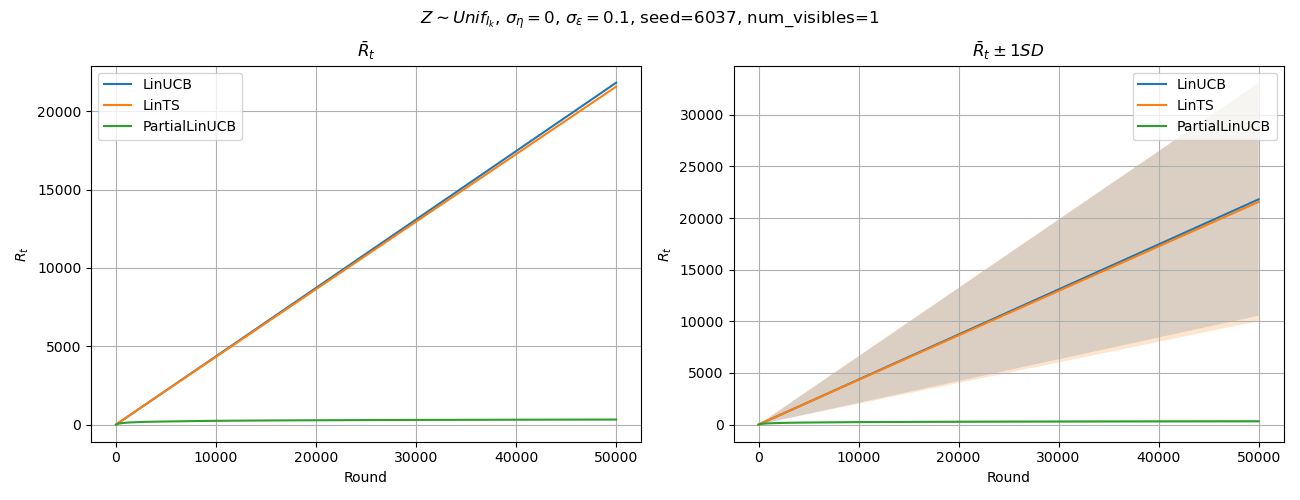 Z ∼ Unif_{I_k}, σ_η = 0, σ_ε = 0.1, seed=6037, num_visibles=1
R̄_t
LinUCB
LinTS
PartialLinUCB
20000
15000
10000
5000
0
R_t
0 10000 20000 30000 40000 50000
Round
R̄_t ± 1SD
LinUCB
LinTS
PartialLinUCB
30000
25000
20000
15000
10000
5000
0
R_t
0 10000 20000 30000 40000 50000
Round